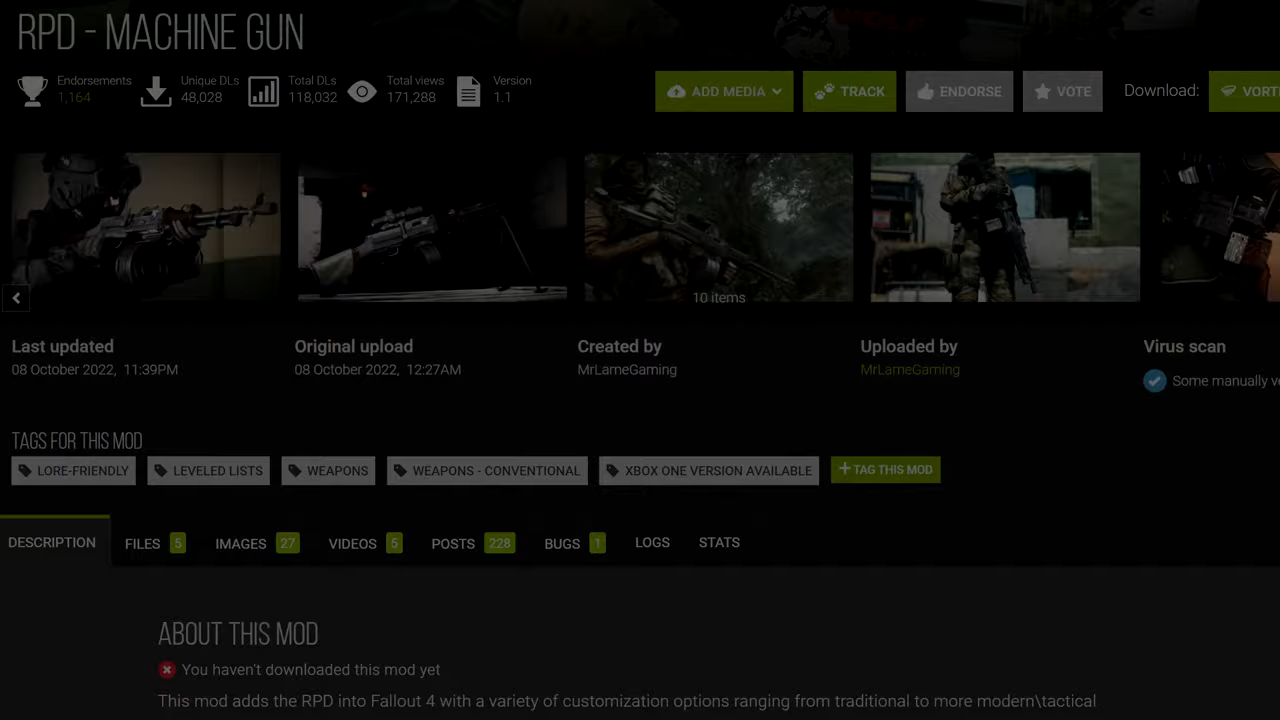 RPD - MACHINE GUN
Endorsements
1,164
Unique DLs
48,028
Total DLs
118,032
Total views
171,288
Version
1.1
ADD MEDIA
TRACK
ENDORSE
VOTE
Download:
VORT
10 items
Last updated
08 October 2022, 11:39PM
Original upload
08 October 2022, 12:27AM
Created by
MrLameGaming
Uploaded by
MrLameGaming
Virus scan
Some manually ve
TAGS FOR THIS MOD
LORE-FRIENDLY
LEVELED LISTS
WEAPONS
WEAPONS - CONVENTIONAL
XBOX ONE VERSION AVAILABLE
+ TAG THIS MOD
DESCRIPTION
FILES 5
IMAGES 27
VIDEOS 5
POSTS 228
BUGS 1
LOGS
STATS
ABOUT THIS MOD
You haven't downloaded this mod yet
This mod adds the RPD into Fallout 4 with a variety of customization options ranging from traditional to more modern\tactical